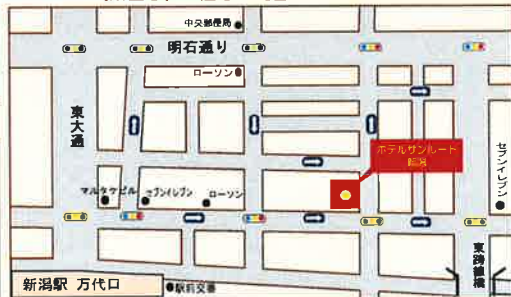 中央郵便局
明石通り
ローソン
東大通
ホテルサンルート
新潟
セブンイレブン
マルタケビル
セブンイレブン
ローソン
東跨線橋
新潟駅 万代口
駅前交番